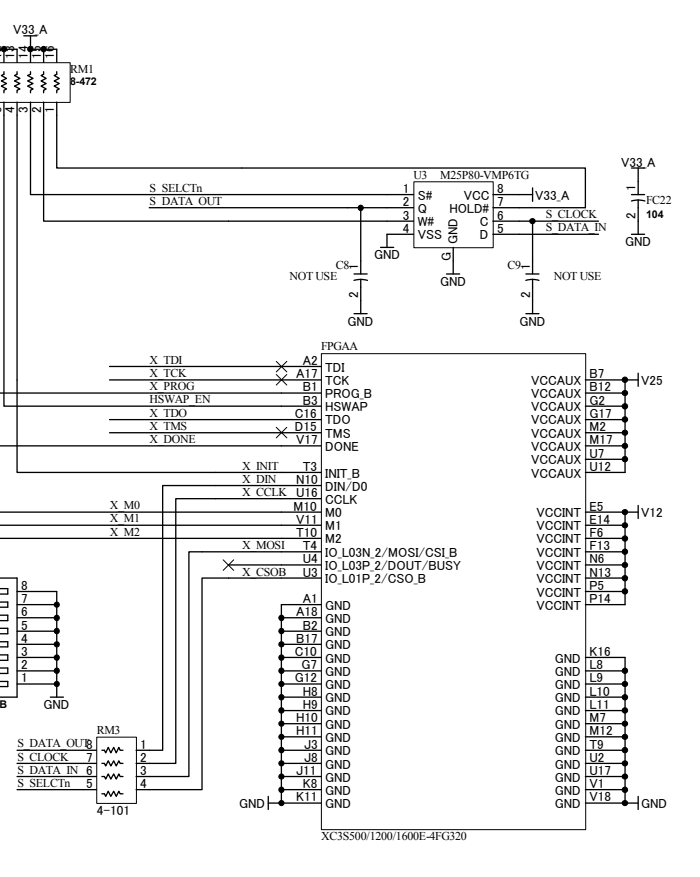 V33_A
13 14 15 16
RM1
8-472
4 3 2 1
U3 M25P80-VMP6TG
S_SELCTn 1 S# VCC 8 V33_A
S_DATA_OUT 2 Q HOLD# 7
3 W# C 6 S_CLOCK
4 VSS D 5 S_DATA_IN
GND
GND
G
GND
V33_A
1
FC22
2 104
GND
C8 1
NOT USE
2
GND
C9 1
NOT USE
2
GND
FPGAA
X_TDI A2 TDI
X_TCK A17 TCK
X_PROG B1 PROG_B
HSWAP_EN B3 HSWAP
X_TDO C16 TDO
X_TMS D15 TMS
X_DONE V17 DONE
X_INIT T3 INIT_B
X_DIN N10 DIN/D0
X_CCLK U16 CCLK
X_M0 M10 M0
X_M1 V11 M1
X_M2 T10 M2
X_MOSI T4 IO_L03N_2/MOSI/CSI_B
U4 IO_L03P_2/DOUT/BUSY
X_CSOB U3 IO_L01P_2/CSO_B
A1 GND
A18 GND
B2 GND
B17 GND
C10 GND
G7 GND
G12 GND
H8 GND
H9 GND
H10 GND
H11 GND
J3 GND
J8 GND
J11 GND
K8 GND
GND K11 GND
VCCAUX B7 V25
VCCAUX B12
VCCAUX G2
VCCAUX G17
VCCAUX M2
VCCAUX M17
VCCAUX U7
VCCAUX U12
VCCINT E5 V12
VCCINT E14
VCCINT F6
VCCINT F13
VCCINT N6
VCCINT N13
VCCINT P5
VCCINT P14
GND K16
GND L8
GND L9
GND L10
GND L11
GND M7
GND M12
GND T9
GND U2
GND U17
GND V1
GND V18 GND
XC3S500/1200/1600E-4FG320
8
7
6
5
4
3
2
1
B
GND
RM3
S_DATA_OUT 8 1
S_CLOCK 7 2
S_DATA_IN 6 3
S_SELCTn 5 4
4-101